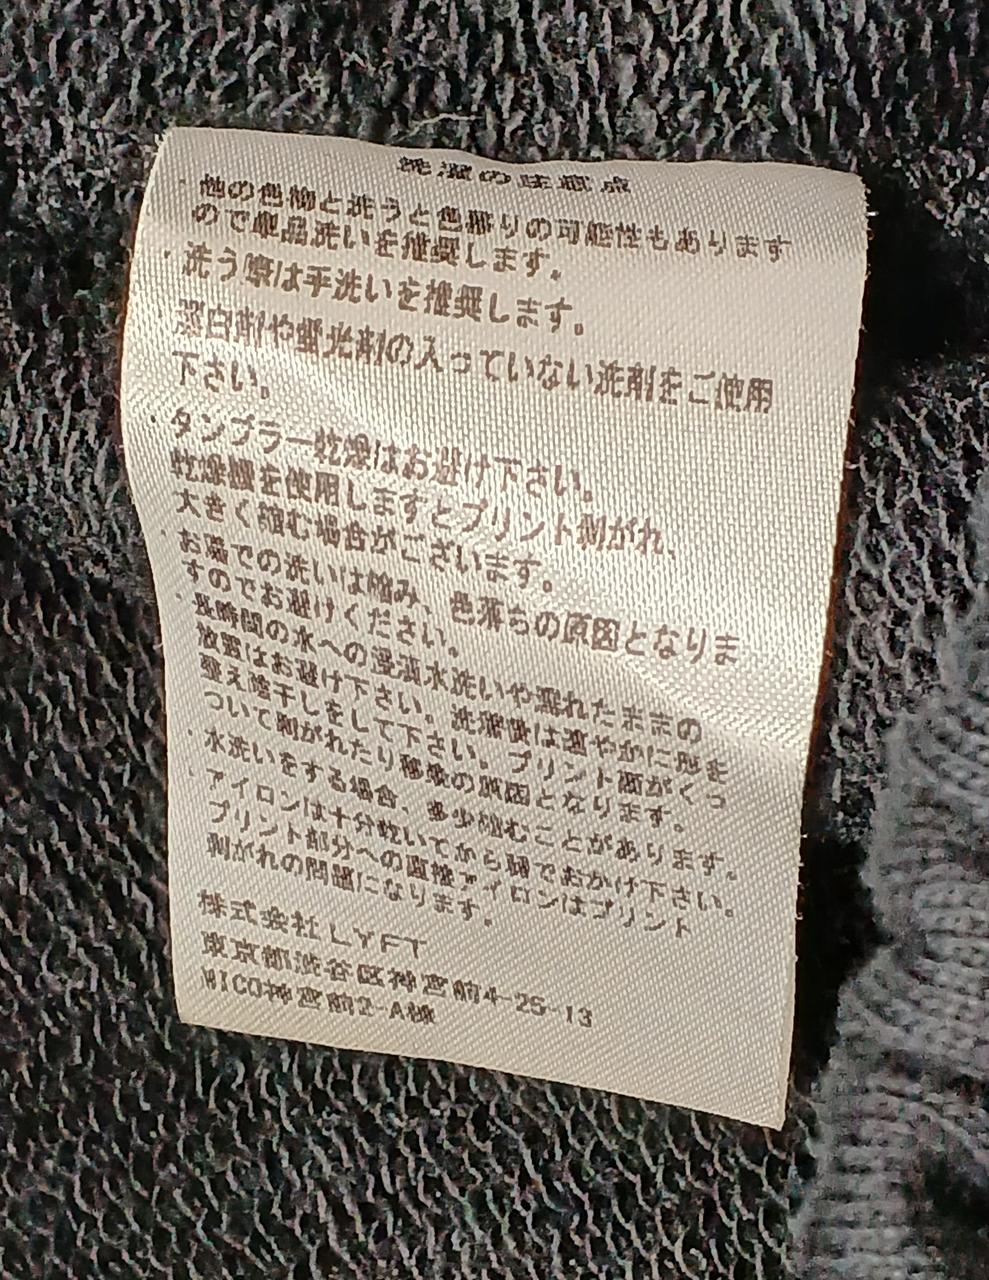 洗濯の注意点
・他の色物と洗うと色移りの可能性もあります
ので単品洗いを推奨します。
・洗う際は手洗いを推奨します。
漂白剤や蛍光剤の入っていない洗剤をご使用
下さい。
・タンブラー乾燥はお避け下さい。
乾燥機を使用しますとプリント剥がれ、
大きく縮む場合がございます。
・お湯での洗いは縮み、色落ちの原因となりま
すのでお避けください。
・長時間の水への浸漬水洗いや濡れたままの
放置はお避け下さい。洗濯後は速やかに形を
整え陰干しをして下さい。プリント面がくっ
ついて剥がれたり移染の原因となります。
・水洗いをする場合、多少縮むことがあります。
・アイロンは十分乾いてから弱でおかけ下さい。
プリント部分への直接アイロンはプリント
剥がれの問題になります。
株式会社LYFT
東京都渋谷区神宮前4-25-13
MICO神宮前2-A棟